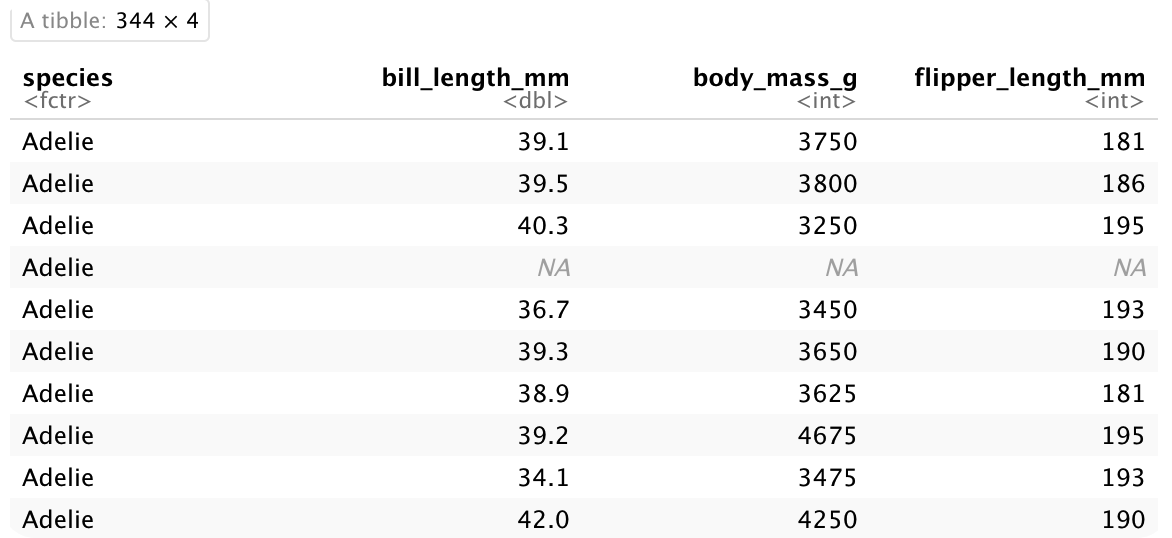 A tibble: 344 × 4
species bill_length_mm body_mass_g flipper_length_mm
<fctr> <dbl> <int> <int>
Adelie 39.1 3750 181
Adelie 39.5 3800 186
Adelie 40.3 3250 195
Adelie NA NA NA
Adelie 36.7 3450 193
Adelie 39.3 3650 190
Adelie 38.9 3625 181
Adelie 39.2 4675 195
Adelie 34.1 3475 193
Adelie 42.0 4250 190